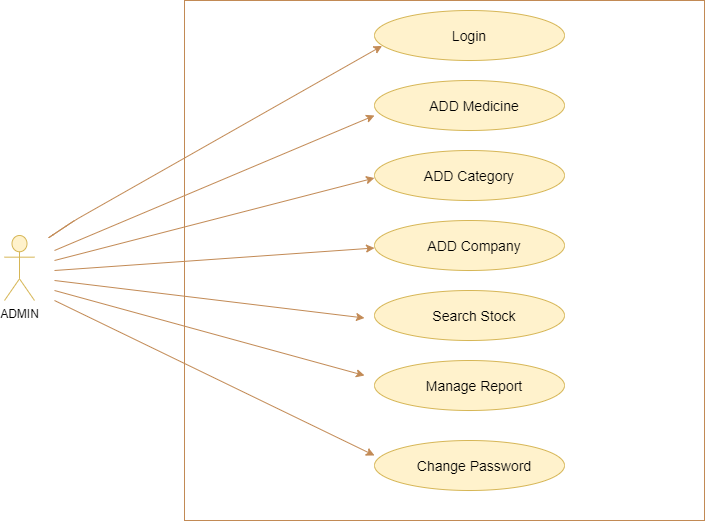 Login
ADD Medicine
ADD Category
ADD Company
ADMIN
Search Stock
Manage Report
Change Password